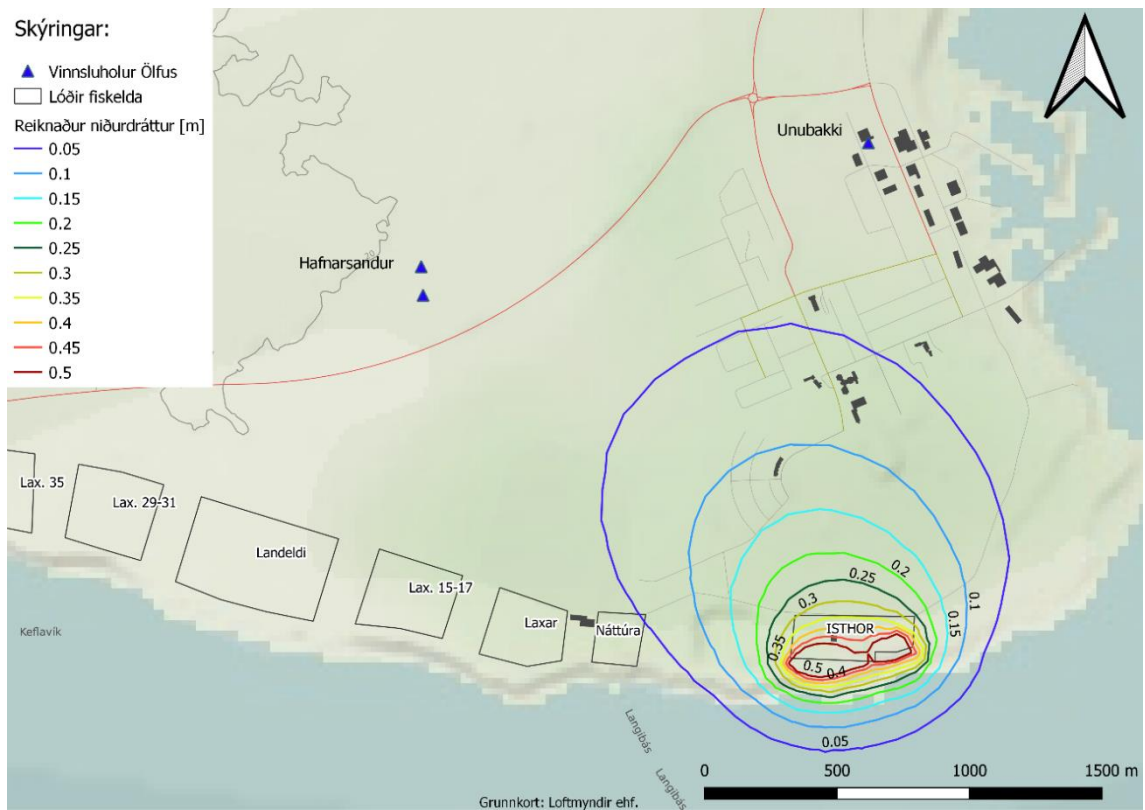 Skýringar:
Vinnsluholur Ölfus
Lóðir fiskelda
Reiknaður niðurdráttur [m]
0.05
0.1
0.15
0.2
0.25
0.3
0.35
0.4
0.45
0.5
Unubakki
Hafnarsandur
20
Lax. 35
Lax. 29-31
Landeldi
Lax. 15-17
Laxar
Náttúra
ISTHOR
0.2
0.25
0.3
0.1
0.15
0.35
0.5
0.4
0.05
Keflavík
Langibás
Langibás
0 500 1000 1500 m
Grunnkort: Loftmyndir ehf.